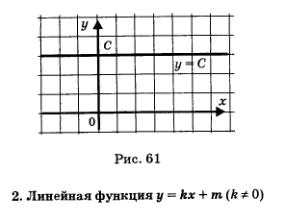 y
C
y = C
x
0
Рис. 61
2. Линейная функция y = kx + m (k ≠ 0)